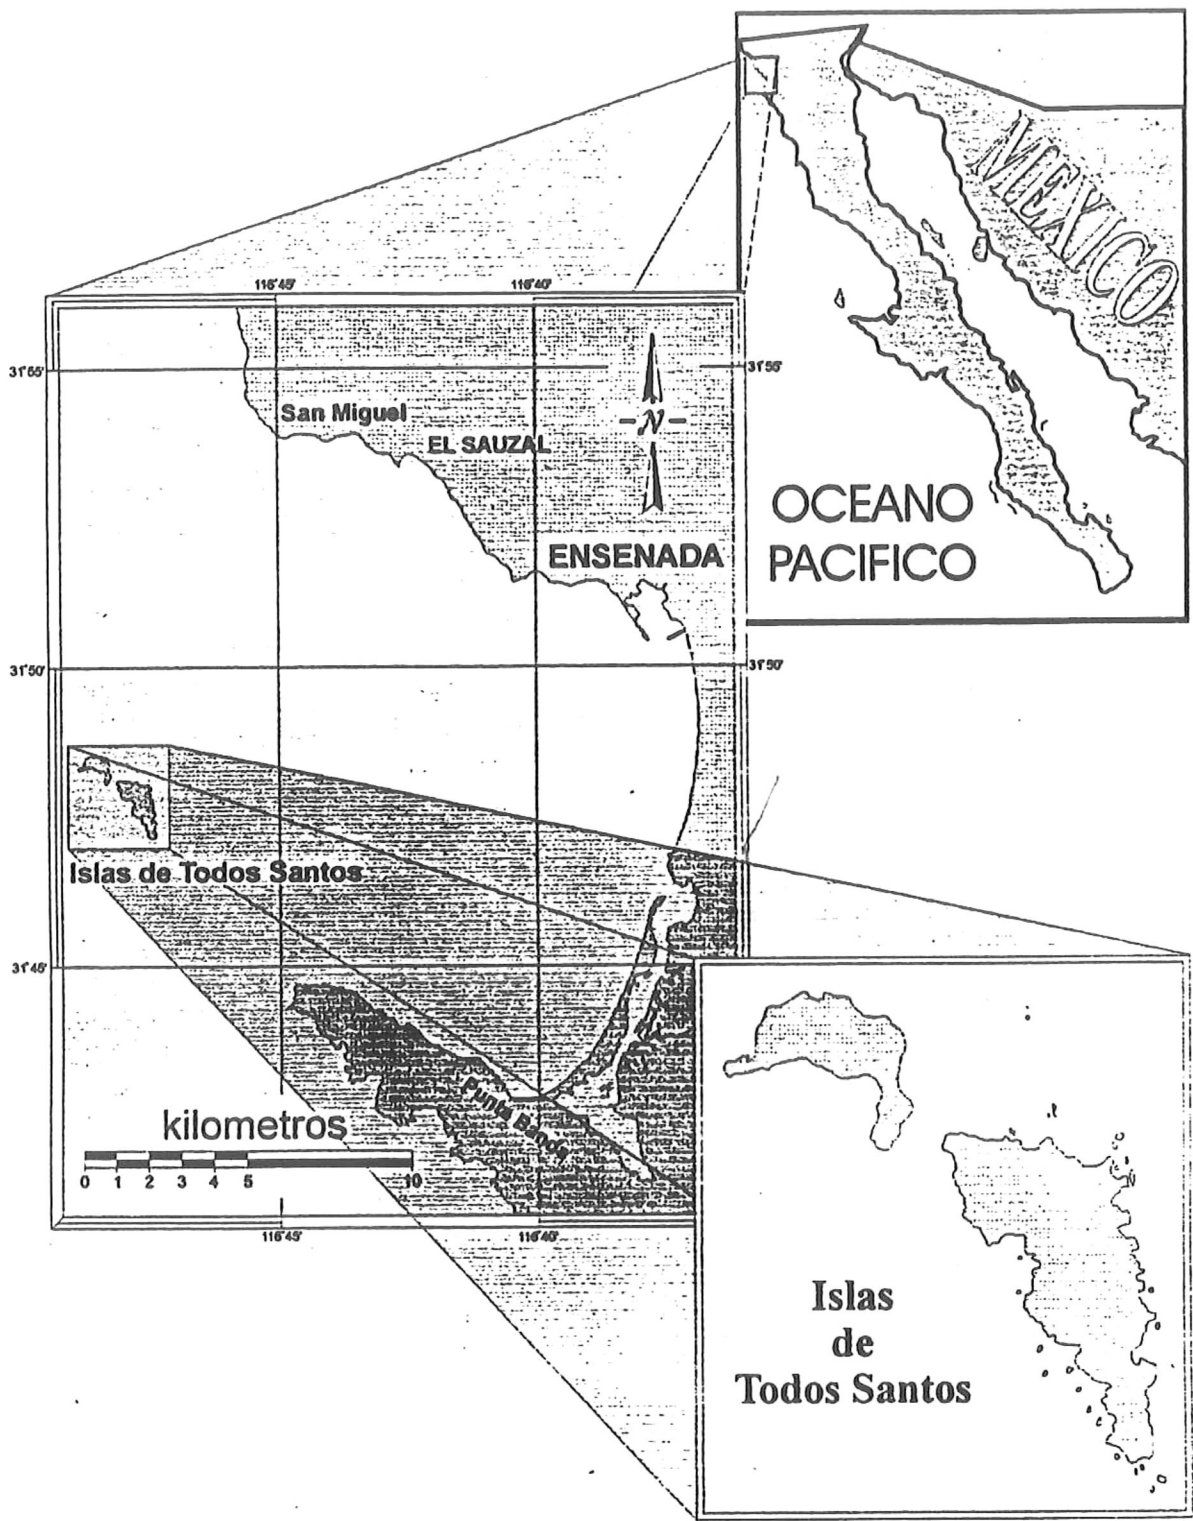 MEXICO
OCEANO
PACIFICO
116°45' 116°40'
31°55' 31°55'
San Miguel
EL SAUZAL
N
ENSENADA
31°50' 31°50'
Islas de Todos Santos
31°45'
Punta Banda
kilometros
0 1 2 3 4 5 10
116°45' 116°40'
Islas
de
Todos Santos